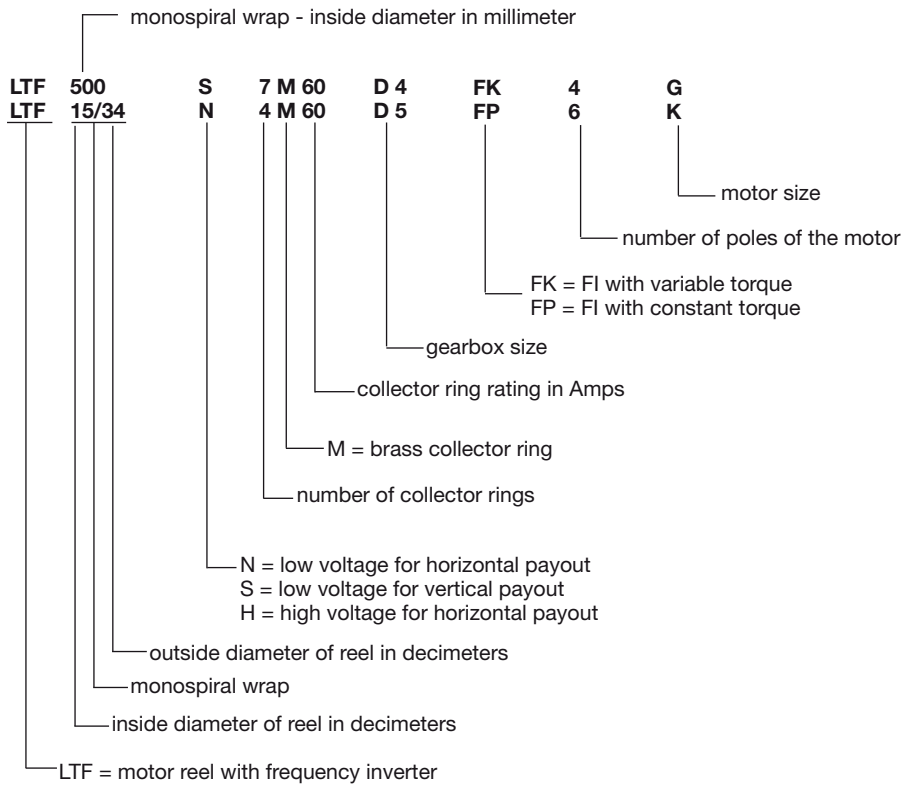 monospiral wrap - inside diameter in millimeter
LTF 500 S 7 M 60 D 4 FK 4 G
LTF 15/34 N 4 M 60 D 5 FP 6 K
motor size
number of poles of the motor
FK = FI with variable torque
FP = FI with constant torque
gearbox size
collector ring rating in Amps
M = brass collector ring
number of collector rings
N = low voltage for horizontal payout
S = low voltage for vertical payout
H = high voltage for horizontal payout
outside diameter of reel in decimeters
monospiral wrap
inside diameter of reel in decimeters
LTF = motor reel with frequency inverter